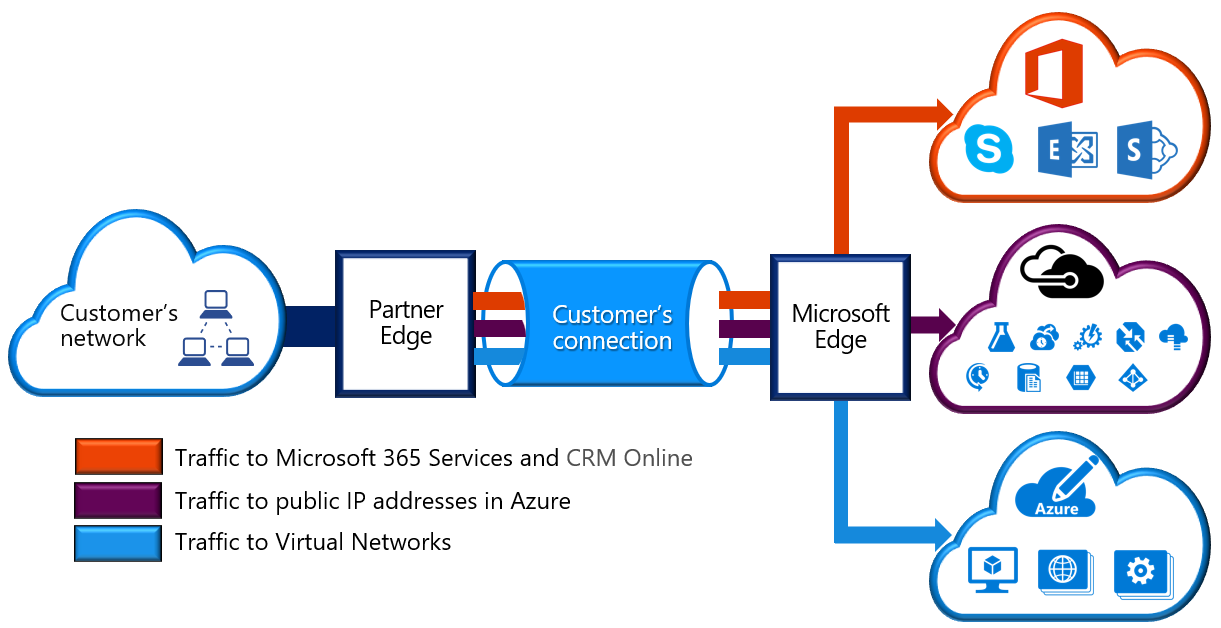 Customer's
network
Partner
Edge
Customer's
connection
Microsoft
Edge
S
E
S
Azure
Traffic to Microsoft 365 Services and CRM Online
Traffic to public IP addresses in Azure
Traffic to Virtual Networks